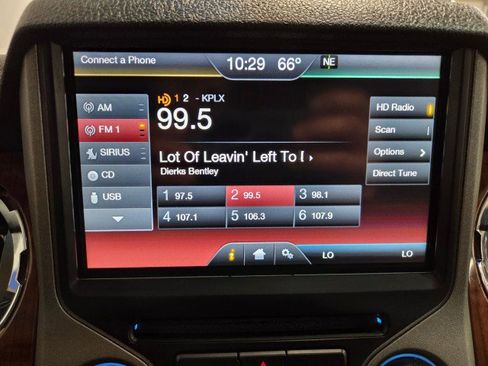 Connect a Phone
10:29 66° NE
HD 1 2 - KPLX
99.5
AM
FM 1
SIRIUS
CD
USB
HD Radio
Scan
Options
Direct Tune
Lot Of Leavin' Left To
Dierks Bentley
1 97.5 2 99.5 3 98.1
4 107.1 5 106.3 6 107.9
LO LO